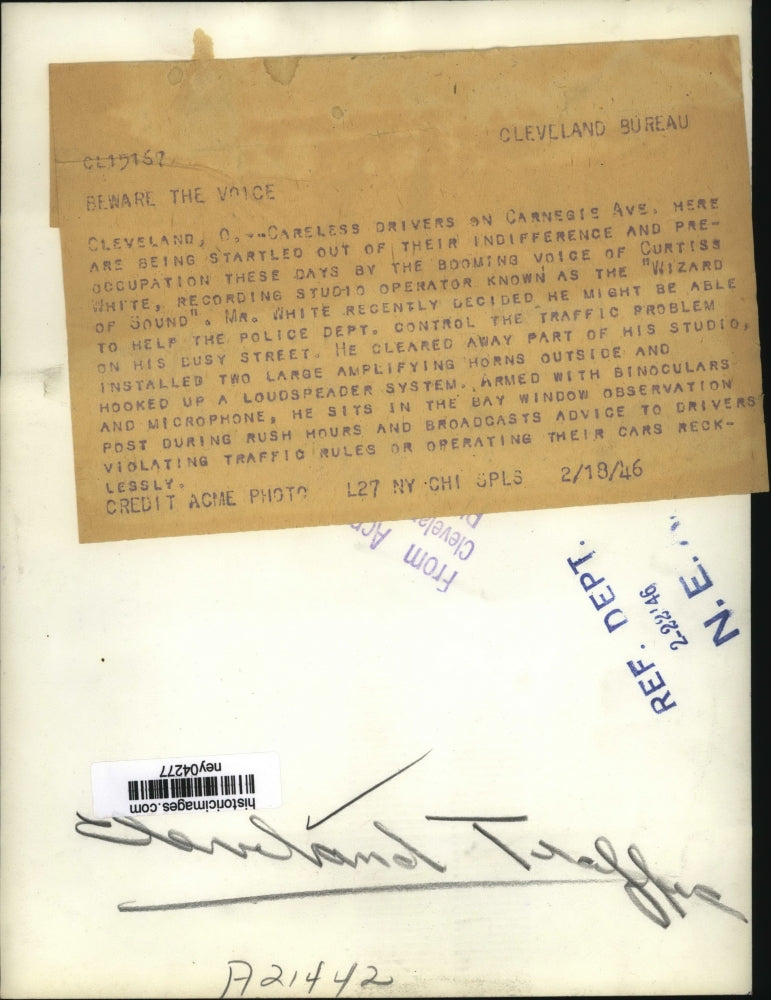 CLEVELAND BUREAU
CL15167
BEWARE THE VOICE
CLEVELAND, O.--CARELESS DRIVERS ON CARNEGIE AVE. HERE
ARE BEING STARTLED OUT OF THEIR INDIFFERENCE AND PRE-
OCCUPATION THESE DAYS BY THE BOOMING VOICE OF CURTISS
WHITE, RECORDING STUDIO OPERATOR KNOWN AS THE "WIZARD
OF SOUND". MR. WHITE RECENTLY DECIDED HE MIGHT BE ABLE
TO HELP THE POLICE DEPT. CONTROL THE TRAFFIC PROBLEM
ON HIS BUSY STREET. HE CLEARED AWAY PART OF HIS STUDIO,
INSTALLED TWO LARGE AMPLIFYING HORNS OUTSIDE AND
HOOKED UP A LOUDSPEADER SYSTEM. ARMED WITH BINOCULARS
AND MICROPHONE, HE SITS IN THE BAY WINDOW OBSERVATION
POST DURING RUSH HOURS AND BROADCASTS ADVICE TO DRIVERS
VIOLATING TRAFFIC RULES OR OPERATING THEIR CARS RECK-
LESSLY.
CREDIT ACME PHOTO L27 NY CHI SPLS 2/18/46
From
REF. DEPT.
2-22'46
N. E.
historicimages.com
ney04277
Cleveland Traffic
A21442